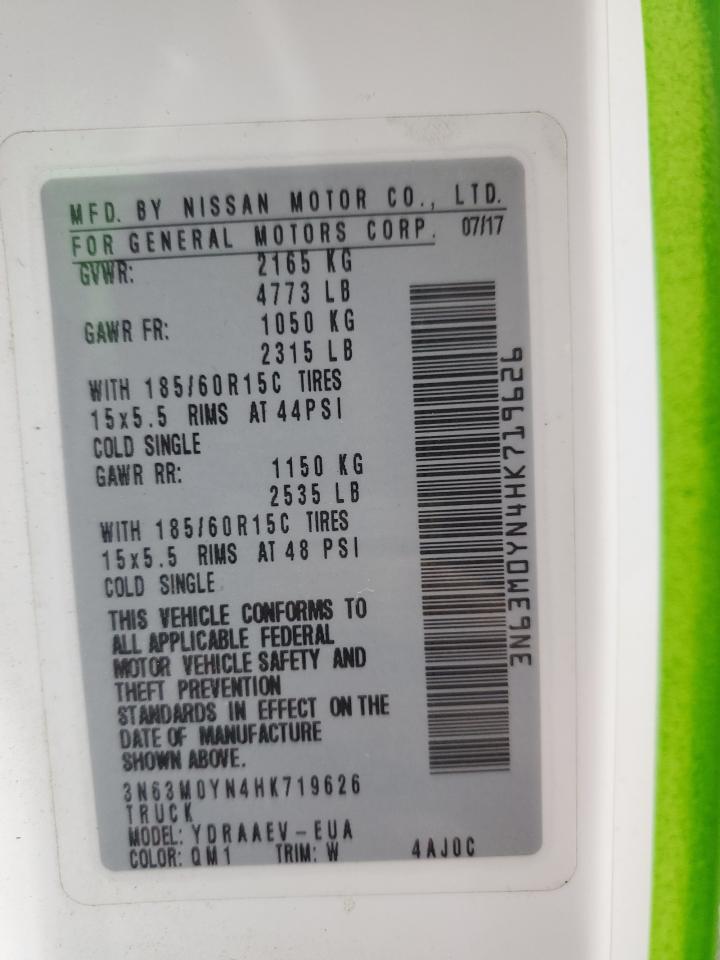 MFD. BY NISSAN MOTOR CO., LTD.
FOR GENERAL MOTORS CORP. 07/17
GVWR: 2165 KG
4773 LB
GAWR FR: 1050 KG
2315 LB
WITH 185/60R15C TIRES
15x5.5 RIMS AT 44PSI
COLD SINGLE
GAWR RR: 1150 KG
2535 LB
WITH 185/60R15C TIRES
15x5.5 RIMS AT 48 PSI
COLD SINGLE
THIS VEHICLE CONFORMS TO
ALL APPLICABLE FEDERAL
MOTOR VEHICLE SAFETY AND
THEFT PREVENTION
STANDARDS IN EFFECT ON THE
DATE OF MANUFACTURE
SHOWN ABOVE.
3N63M0YN4HK719626
TRUCK
MODEL: YDRAAEV-EUA
COLOR: QM1 TRIM: W 4AJ0C
3N63M0YN4HK719626